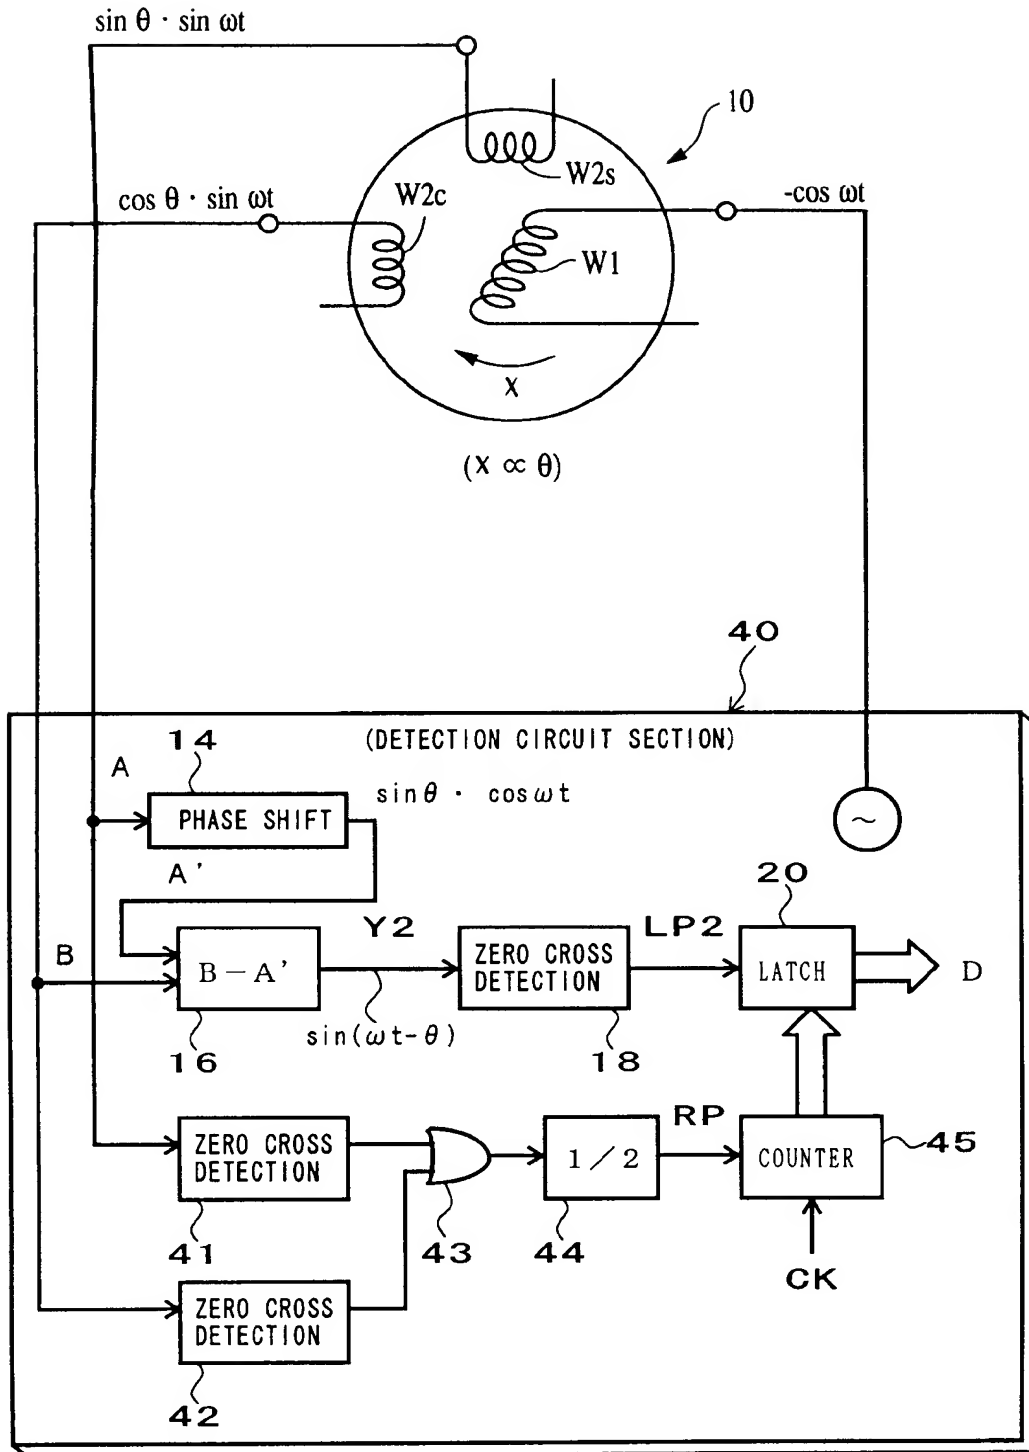 sin θ · sin ωt
10
W2s
W2c
cos θ · sin ωt
-cos ωt
W1
X
(X ∝ θ)
40
(DETECTION CIRCUIT SECTION)
14
A
sinθ · cosωt
PHASE SHIFT
~
A'
20
Y2
LP2
B
B－A'
ZERO CROSS
DETECTION
LATCH
D
sin(ωt-θ)
16
18
RP
ZERO CROSS
DETECTION
1／2
COUNTER
45
41
43
44
CK
ZERO CROSS
DETECTION
42